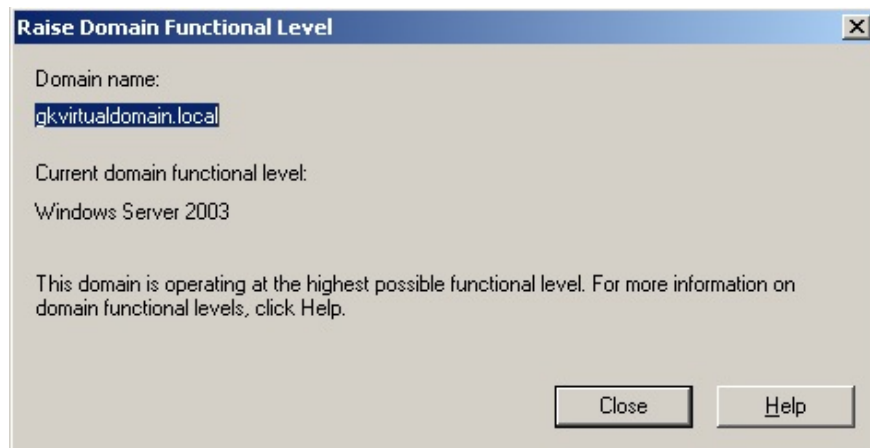 Raise Domain Functional Level
Domain name:
gkvirtualdomain.local
Current domain functional level:
Windows Server 2003
This domain is operating at the highest possible functional level. For more information on
domain functional levels, click Help.
Close Help